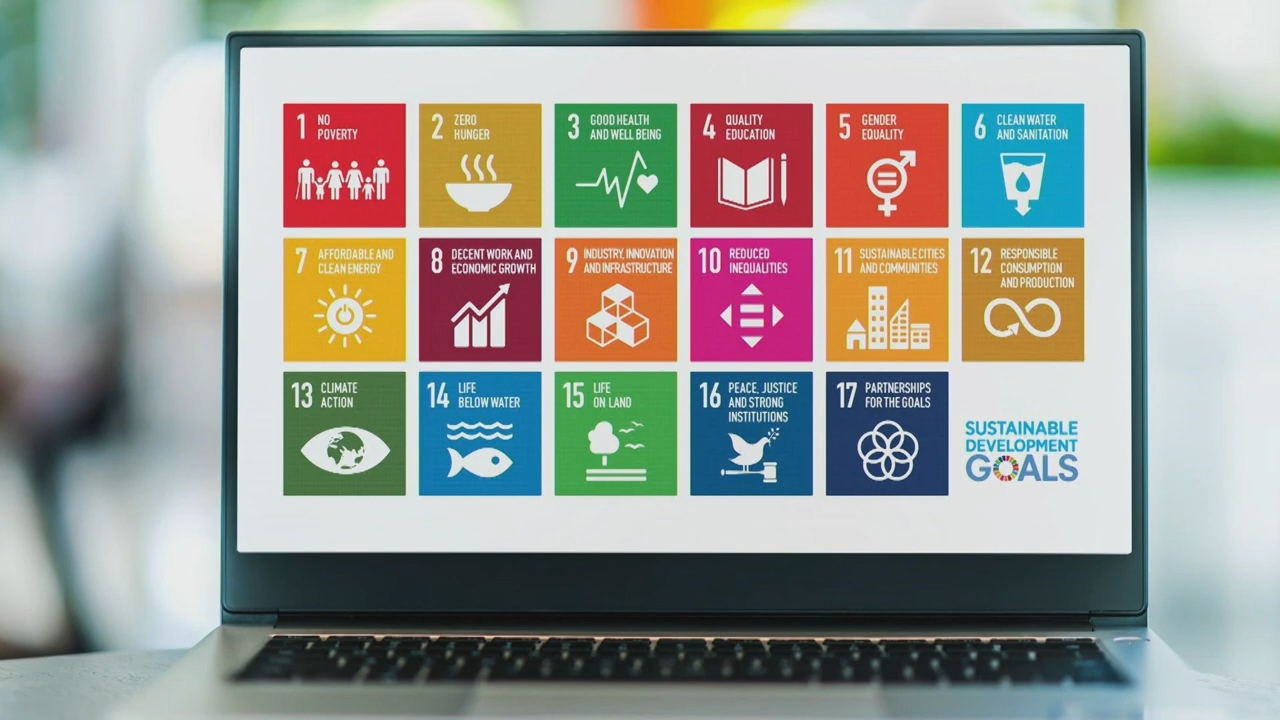 1 NO
POVERTY
2 ZERO
HUNGER
3 GOOD HEALTH
AND WELL BEING
4 QUALITY
EDUCATION
5 GENDER
EQUALITY
6 CLEAN WATER
AND SANITATION
7 AFFORDABLE AND
CLEAN ENERGY
8 DECENT WORK AND
ECONOMIC GROWTH
9 INDUSTRY, INNOVATION
AND INFRASTRUCTURE
10 REDUCED
INEQUALITIES
11 SUSTAINABLE CITIES
AND COMMUNITIES
12 RESPONSIBLE
CONSUMPTION
AND PRODUCTION
13 CLIMATE
ACTION
14 LIFE
BELOW WATER
15 LIFE
ON LAND
16 PEACE, JUSTICE
AND STRONG
INSTITUTIONS
17 PARTNERSHIPS
FOR THE GOALS
SUSTAINABLE
DEVELOPMENT
GOALS